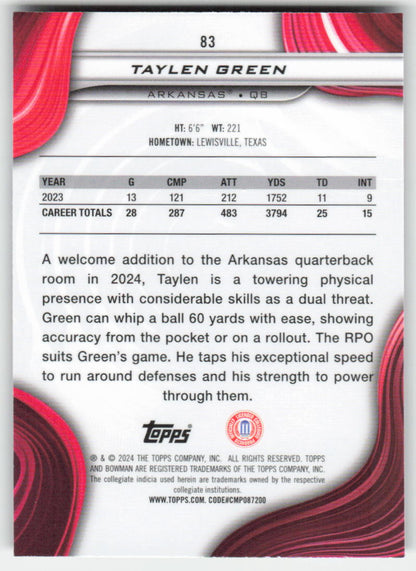 83
TAYLEN GREEN
ARKANSAS® • QB
HT: 6'6" WT: 221
HOMETOWN: LEWISVILLE, TEXAS
YEAR G CMP ATT YDS TD INT
2023 13 121 212 1752 11 9
CAREER TOTALS 28 287 483 3794 25 15
A welcome addition to the Arkansas quarterback
room in 2024, Taylen is a towering physical
presence with considerable skills as a dual threat.
Green can whip a ball 60 yards with ease, showing
accuracy from the pocket or on a rollout. The RPO
suits Green's game. He taps his exceptional speed
to run around defenses and his strength to power
through them.
topps
® & © 2024 THE TOPPS COMPANY, INC. ALL RIGHTS RESERVED. TOPPS
AND BOWMAN ARE REGISTERED TRADEMARKS OF THE TOPPS COMPANY, INC.
The collegiate indicia used herein are trademarks owned by the respective
collegiate institutions.
WWW.TOPPS.COM. CODE#CMP087200